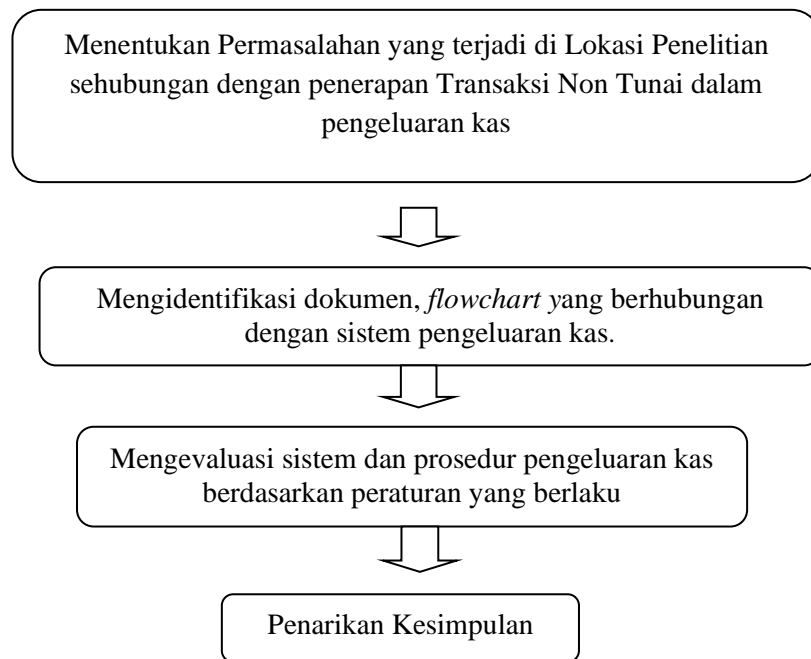 Menentukan Permasalahan yang terjadi di Lokasi Penelitian
sehubungan dengan penerapan Transaksi Non Tunai dalam
pengeluaran kas
Mengidentifikasi dokumen, flowchart yang berhubungan
dengan sistem pengeluaran kas.
Mengevaluasi sistem dan prosedur pengeluaran kas
berdasarkan peraturan yang berlaku
Penarikan Kesimpulan